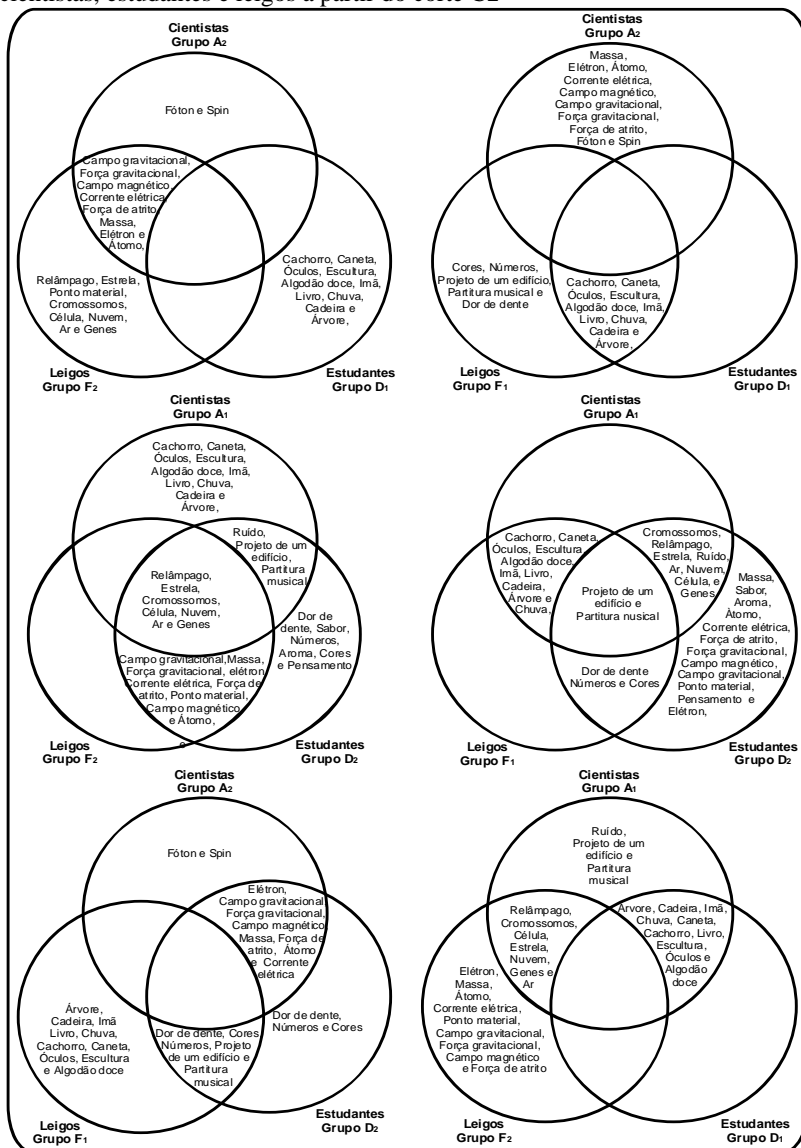 cientistas, estudantes e leigos a partir do corte C2
Cientistas
Grupo A2
Fóton e Spin
Campo gravitacional,
Força gravitacional,
Campo magnético,
Corrente elétrica,
Força de atrito,
Massa,
Elétron e
Átomo,
Relâmpago, Estrela,
Ponto material,
Cromossomos,
Célula, Nuvem,
Ar e Genes
Cachorro, Caneta,
Óculos, Escultura,
Algodão doce, Imã,
Livro, Chuva,
Cadeira e
Árvore,
Leigos
Grupo F2
Estudantes
Grupo D1
Cientistas
Grupo A2
Massa,
Elétron, Átomo,
Corrente elétrica,
Campo magnético,
Campo gravitacional,
Força gravitacional,
Força de atrito,
Fóton e Spin
Cores, Números,
Projeto de um edifício,
Partitura musical e
Dor de dente
Cachorro, Caneta,
Óculos, Escultura,
Algodão doce, Imã,
Livro, Chuva,
Cadeira e
Árvore,
Leigos
Grupo F1
Estudantes
Grupo D1
Cientistas
Grupo A1
Cachorro, Caneta,
Óculos, Escultura,
Algodão doce, Imã,
Livro, Chuva,
Cadeira e
Árvore,
Ruído,
Projeto de um
edifício,
Partitura
musical
Relâmpago,
Estrela,
Cromossomos,
Célula, Nuvem,
Ar e Genes
Dor de
dente, Sabor,
Números,
Aroma, Cores
e Pensamento
Campo gravitacional,Massa,
Força gravitacional, elétron
Corrente elétrica, Força de
atrito, Ponto material,
Campo magnético
e Átomo,
e
Leigos
Grupo F2
Estudantes
Grupo D2
Cientistas
Grupo A1
Cachorro, Caneta,
Óculos, Escultura,
Algodão doce,
Imã, Livro,
Cadeira,
Árvore e
Chuva,
Cromossomos,
Relâmpago,
Estrela, Ruído,
Ar, Nuvem,
Célula, e
Genes
Projeto de um
edifício e
Partitura nusical
Massa,
Sabor,
Aroma,
Átomo,
Corrente elétrica,
Força de atrito,
Força gravitacional,
Campo magnético,
Campo gravitacional,
Ponto material,
Pensamento e
Elétron,
Dor de dente
Números e Cores
Leigos
Grupo F1
Estudantes
Grupo D2
Cientistas
Grupo A2
Fóton e Spin
Elétron,
Campo gravitacional
Força gravitacional,
Campo magnético
Massa, Força de
atrito, Átomo
e Corrente
elétrica
Árvore,
Cadeira, Imã
Livro, Chuva,
Cachorro, Caneta,
Óculos, Escultura
e Algodão doce
Dor de dente, Cores
Números, Projeto
de um edifício e
Partitura
musical
Dor de dente,
Números e Cores
Leigos
Grupo F1
Estudantes
Grupo D2
Cientistas
Grupo A1
Ruído,
Projeto de um
edifício e
Partitura
musical
Relâmpago,
Cromossomos,
Célula,
Estrela,
Nuvem,
Genes e
Ar
Árvore, Cadeira, Imã,
Chuva, Caneta,
Cachorro, Livro,
Escultura,
Óculos e
Algodão
doce
Elétron,
Massa,
Átomo,
Corrente elétrica,
Ponto material,
Campo gravitacional,
Força gravitacional,
Campo magnético
e Força de atrito
Leigos
Grupo F2
Estudantes
Grupo D1